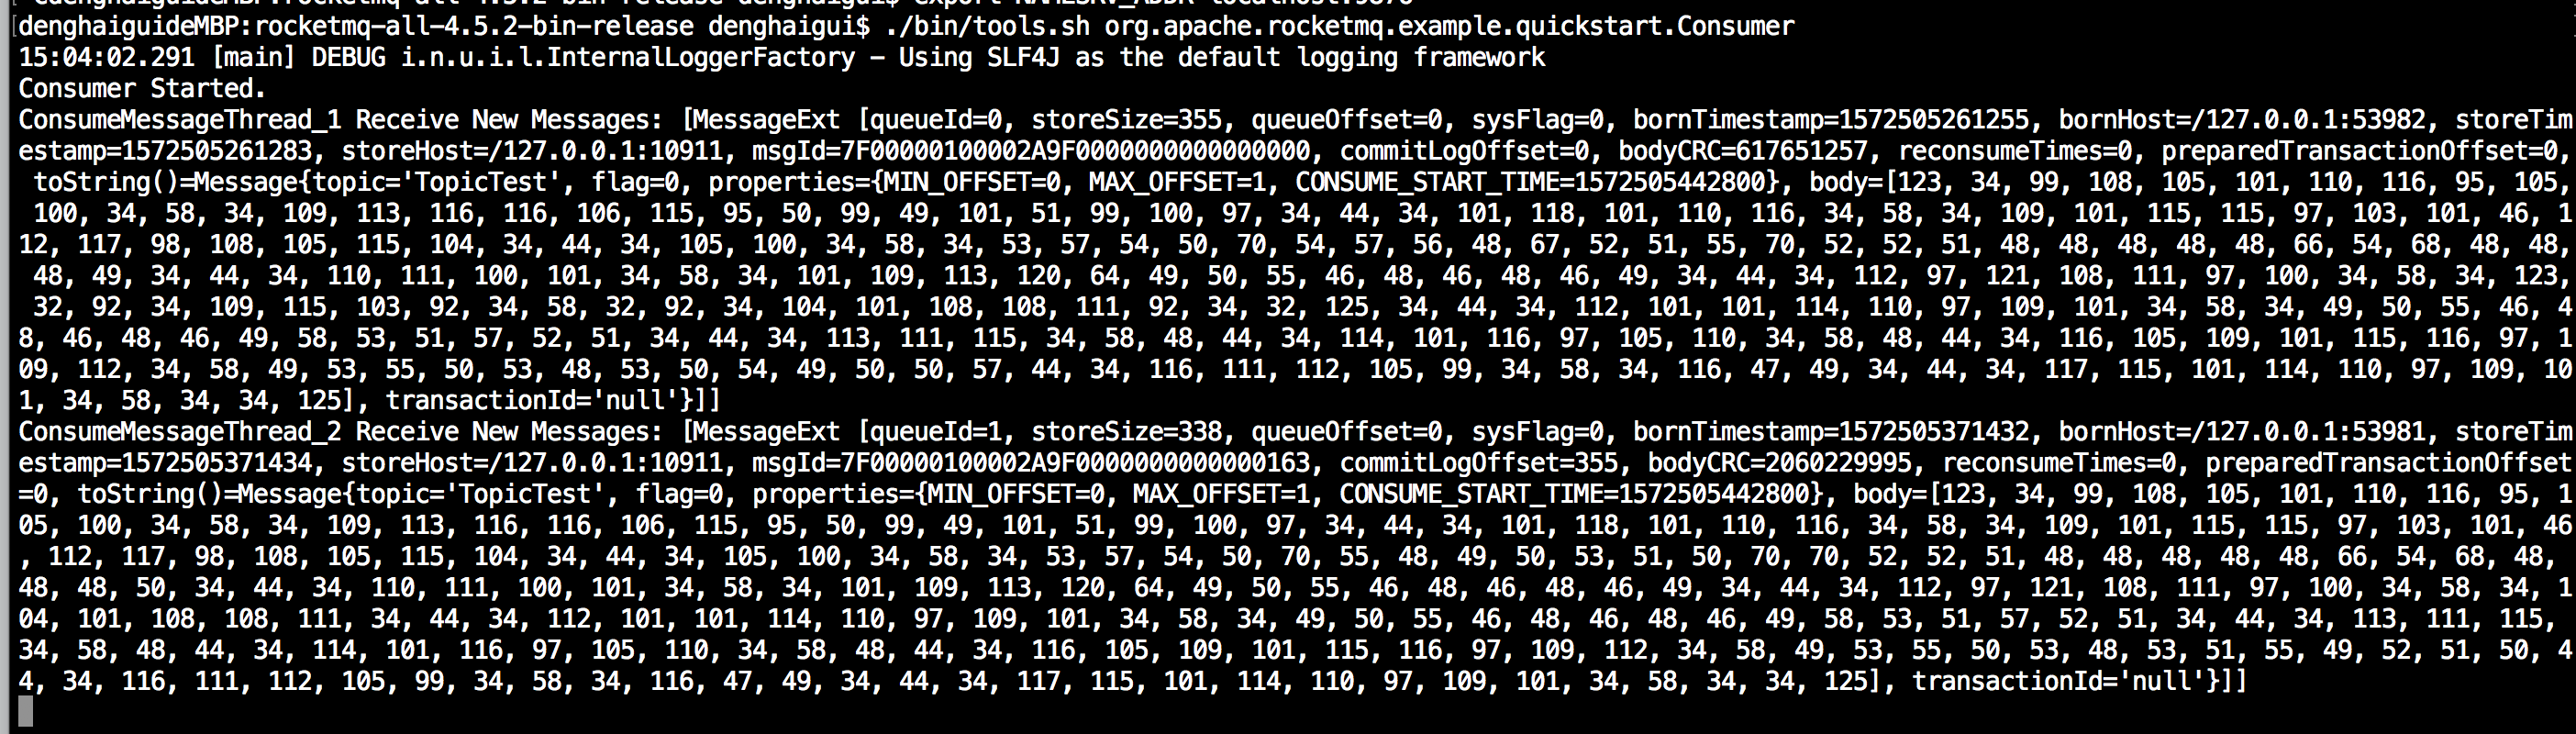 denghaiguideMBP:rocketmq-all-4.5.2-bin-release denghaigui$ export NAMESRV_ADDR=localhost:9876
[denghaiguideMBP:rocketmq-all-4.5.2-bin-release denghaigui$ ./bin/tools.sh org.apache.rocketmq.example.quickstart.Consumer
15:04:02.291 [main] DEBUG i.n.u.i.l.InternalLoggerFactory - Using SLF4J as the default logging framework
Consumer Started.
ConsumeMessageThread_1 Receive New Messages: [MessageExt [queueId=0, storeSize=355, queueOffset=0, sysFlag=0, bornTimestamp=1572505261255, bornHost=/127.0.0.1:53982, storeTim
estamp=1572505261283, storeHost=/127.0.0.1:10911, msgId=7F00000100002A9F0000000000000000, commitLogOffset=0, bodyCRC=617651257, reconsumeTimes=0, preparedTransactionOffset=0,
 toString()=Message{topic='TopicTest', flag=0, properties={MIN_OFFSET=0, MAX_OFFSET=1, CONSUME_START_TIME=1572505442800}, body=[123, 34, 99, 108, 105, 101, 110, 116, 95, 105,
 100, 34, 58, 34, 109, 113, 116, 116, 106, 115, 95, 50, 99, 49, 101, 51, 99, 100, 97, 34, 44, 34, 101, 118, 101, 110, 116, 34, 58, 34, 109, 101, 115, 115, 97, 103, 101, 46, 1
12, 117, 98, 108, 105, 115, 104, 34, 44, 34, 105, 100, 34, 58, 34, 53, 57, 54, 50, 70, 54, 57, 56, 48, 67, 52, 51, 55, 70, 52, 52, 51, 48, 48, 48, 48, 48, 66, 54, 68, 48, 48,
 48, 49, 34, 44, 34, 110, 111, 100, 101, 34, 58, 34, 101, 109, 113, 120, 64, 49, 50, 55, 46, 48, 46, 48, 46, 49, 34, 44, 34, 112, 97, 121, 108, 111, 97, 100, 34, 58, 34, 123,
 32, 92, 34, 109, 115, 103, 92, 34, 58, 32, 92, 34, 104, 101, 108, 108, 111, 92, 34, 32, 125, 34, 44, 34, 112, 101, 101, 114, 110, 97, 109, 101, 34, 58, 34, 49, 50, 55, 46, 4
8, 46, 48, 46, 49, 58, 53, 51, 57, 52, 51, 34, 44, 34, 113, 111, 115, 34, 58, 48, 44, 34, 114, 101, 116, 97, 105, 110, 34, 58, 48, 44, 34, 116, 105, 109, 101, 115, 116, 97, 1
09, 112, 34, 58, 49, 53, 55, 50, 53, 48, 53, 50, 54, 49, 50, 50, 57, 44, 34, 116, 111, 112, 105, 99, 34, 58, 34, 116, 47, 49, 34, 44, 34, 117, 115, 101, 114, 110, 97, 109, 10
1, 34, 58, 34, 34, 125], transactionId='null'}]]
ConsumeMessageThread_2 Receive New Messages: [MessageExt [queueId=1, storeSize=338, queueOffset=0, sysFlag=0, bornTimestamp=1572505371432, bornHost=/127.0.0.1:53981, storeTim
estamp=1572505371434, storeHost=/127.0.0.1:10911, msgId=7F00000100002A9F0000000000000163, commitLogOffset=355, bodyCRC=2060229995, reconsumeTimes=0, preparedTransactionOffset
=0, toString()=Message{topic='TopicTest', flag=0, properties={MIN_OFFSET=0, MAX_OFFSET=1, CONSUME_START_TIME=1572505442800}, body=[123, 34, 99, 108, 105, 101, 110, 116, 95, 1
05, 100, 34, 58, 34, 109, 113, 116, 116, 106, 115, 95, 50, 99, 49, 101, 51, 99, 100, 97, 34, 44, 34, 101, 118, 101, 110, 116, 34, 58, 34, 109, 101, 115, 115, 97, 103, 101, 46
, 112, 117, 98, 108, 105, 115, 104, 34, 44, 34, 105, 100, 34, 58, 34, 53, 57, 54, 50, 70, 55, 48, 49, 50, 53, 51, 50, 70, 70, 52, 52, 51, 48, 48, 48, 48, 48, 66, 54, 68, 48,
48, 48, 50, 34, 44, 34, 110, 111, 100, 101, 34, 58, 34, 101, 109, 113, 120, 64, 49, 50, 55, 46, 48, 46, 48, 46, 49, 34, 44, 34, 112, 97, 121, 108, 111, 97, 100, 34, 58, 34, 1
04, 101, 108, 108, 111, 34, 44, 34, 112, 101, 101, 114, 110, 97, 109, 101, 34, 58, 34, 49, 50, 55, 46, 48, 46, 48, 46, 49, 58, 53, 51, 57, 52, 51, 34, 44, 34, 113, 111, 115,
34, 58, 48, 44, 34, 114, 101, 116, 97, 105, 110, 34, 58, 48, 44, 34, 116, 105, 109, 101, 115, 116, 97, 109, 112, 34, 58, 49, 53, 55, 50, 53, 48, 53, 51, 55, 49, 52, 51, 50, 4
4, 34, 116, 111, 112, 105, 99, 34, 58, 34, 116, 47, 49, 34, 44, 34, 117, 115, 101, 114, 110, 97, 109, 101, 34, 58, 34, 34, 125], transactionId='null'}]]